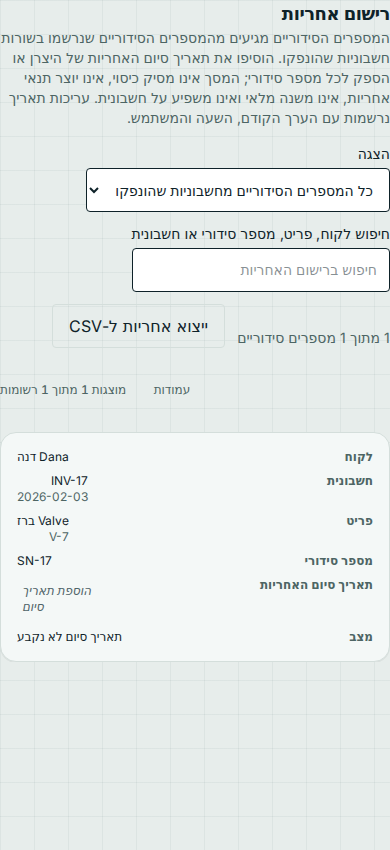 רישום אחריות
המספרים הסידוריים מגיעים מהמספרים הסידוריים שנרשמו בשורות
חשבוניות שהונפקו. הוסיפו את תאריך סיום האחריות של היצרן או
הספק לכל מספר סידורי; המסך אינו מסיק כיסוי, אינו יוצר תנאי
אחריות, אינו משנה מלאי ואינו משפיע על חשבונית. עריכות תאריך
נרשמות עם הערך הקודם, השעה והמשתמש.
הצגה
כל המספרים הסידוריים מחשבוניות שהונפקו
חיפוש לקוח, פריט, מספר סידורי או חשבונית
חיפוש ברישום האחריות
1 מתוך 1 מספרים סידוריים
ייצוא אחריות ל-CSV
עמודות
מוצגות 1 מתוך 1 רשומות
לקוח
Dana דנה
חשבונית
INV-17
2026-02-03
פריט
Valve ברז
V-7
מספר סידורי
SN-17
תאריך סיום האחריות
הוספת תאריך
סיום
מצב
תאריך סיום לא נקבע